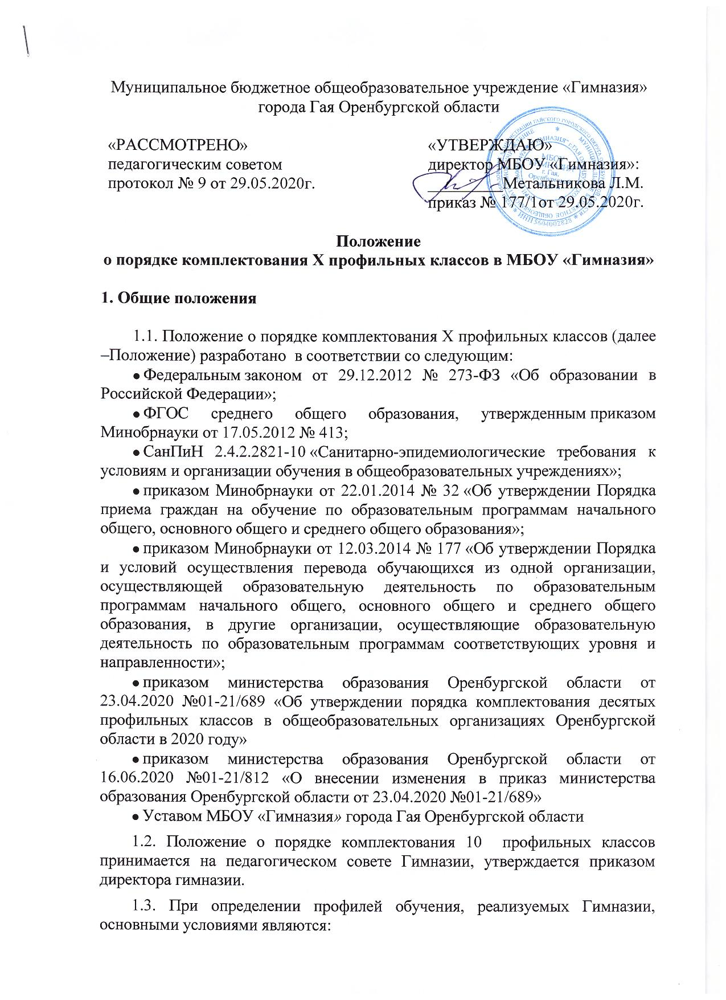 Муниципальное бюджетное общеобразовательное учреждение «Гимназия»
города Гая Оренбургской области
«РАССМОТРЕНО»
педагогическим советом
протокол № 9 от 29.05.2020г.
«УТВЕРЖДАЮ»
директор МБОУ «Гимназия»:
_________Метальникова Л.М.
приказ № 177/1от 29.05.2020г.
МБОУ
г. Гая,
ИНН 5604002828
Положение
о порядке комплектования X профильных классов в МБОУ «Гимназия»
1. Общие положения
1.1. Положение о порядке комплектования X профильных классов (далее
–Положение) разработано в соответствии со следующим:
• Федеральным законом от 29.12.2012 № 273-ФЗ «Об образовании в
Российской Федерации»;
• ФГОС среднего общего образования, утвержденным приказом
Минобрнауки от 17.05.2012 № 413;
• СанПиН 2.4.2.2821-10 «Санитарно-эпидемиологические требования к
условиям и организации обучения в общеобразовательных учреждениях»;
• приказом Минобрнауки от 22.01.2014 № 32 «Об утверждении Порядка
приема граждан на обучение по образовательным программам начального
общего, основного общего и среднего общего образования»;
• приказом Минобрнауки от 12.03.2014 № 177 «Об утверждении Порядка
и условий осуществления перевода обучающихся из одной организации,
осуществляющей образовательную деятельность по образовательным
программам начального общего, основного общего и среднего общего
образования, в другие организации, осуществляющие образовательную
деятельность по образовательным программам соответствующих уровня и
направленности»;
• приказом министерства образования Оренбургской области от
23.04.2020 №01-21/689 «Об утверждении порядка комплектования десятых
профильных классов в общеобразовательных организациях Оренбургской
области в 2020 году»
• приказом министерства образования Оренбургской области от
16.06.2020 №01-21/812 «О внесении изменения в приказ министерства
образования Оренбургской области от 23.04.2020 №01-21/689»
• Уставом МБОУ «Гимназия» города Гая Оренбургской области
1.2. Положение о порядке комплектования 10 профильных классов
принимается на педагогическом совете Гимназии, утверждается приказом
директора гимназии.
1.3. При определении профилей обучения, реализуемых Гимназии,
основными условиями являются: